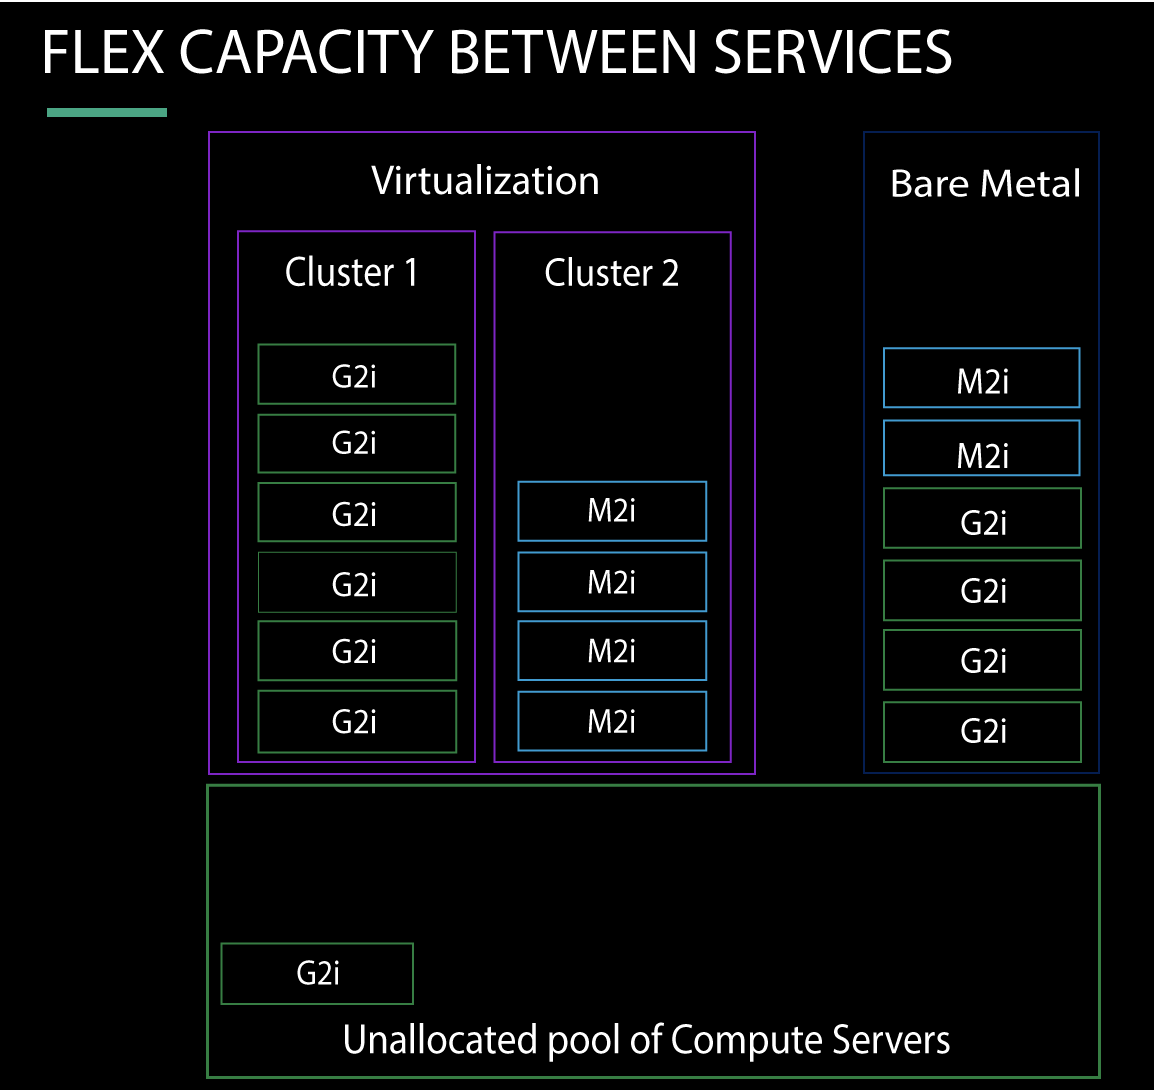 FLEX CAPACITY BETWEEN SERVICES
Virtualization
Cluster 1
G2i
G2i
G2i
G2i
G2i
G2i
Cluster 2
M2i
M2i
M2i
M2i
Bare Metal
M2i
M2i
G2i
G2i
G2i
G2i
G2i
Unallocated pool of Compute Servers